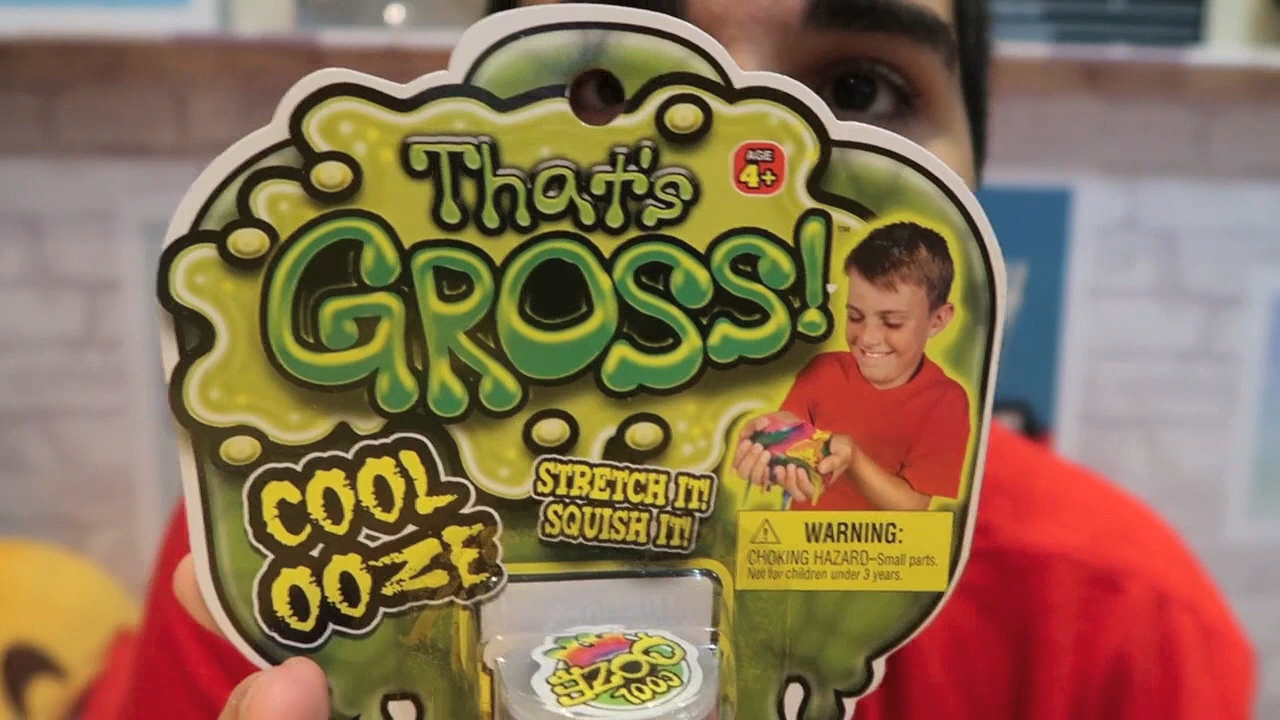 That's
GROSS!
TM
AGE
4+
COOL
OOZE
STRETCH IT!
SQUISH IT!
WARNING:
CHOKING HAZARD–Small parts.
Not for children under 3 years.
COOL
OOZE